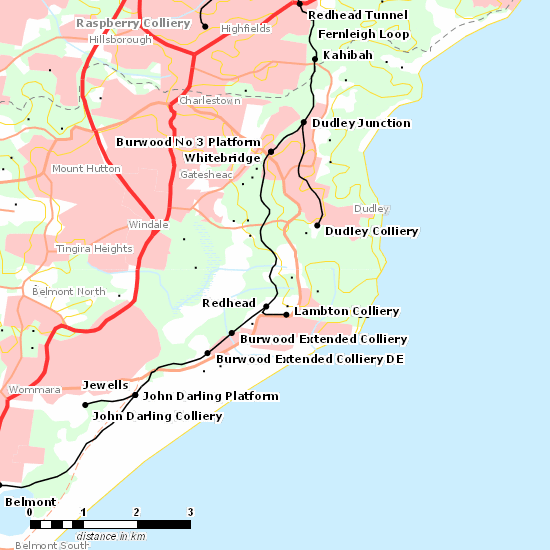 Redhead Tunnel
Raspberry Colliery
Highfields
Fernleigh Loop
Hillsborough
Kahibah
Charlestown
Dudley Junction
Burwood No 3 Platform
Whitebridge
Mount Hutton
Gateshead
Dudley
Windale
Dudley Colliery
Tingira Heights
Belmont North
Redhead
Lambton Colliery
Burwood Extended Colliery
Burwood Extended Colliery DE
Jewells
Wommara
John Darling Platform
John Darling Colliery
Belmont
0 1 2 3
distance in km
Belmont South